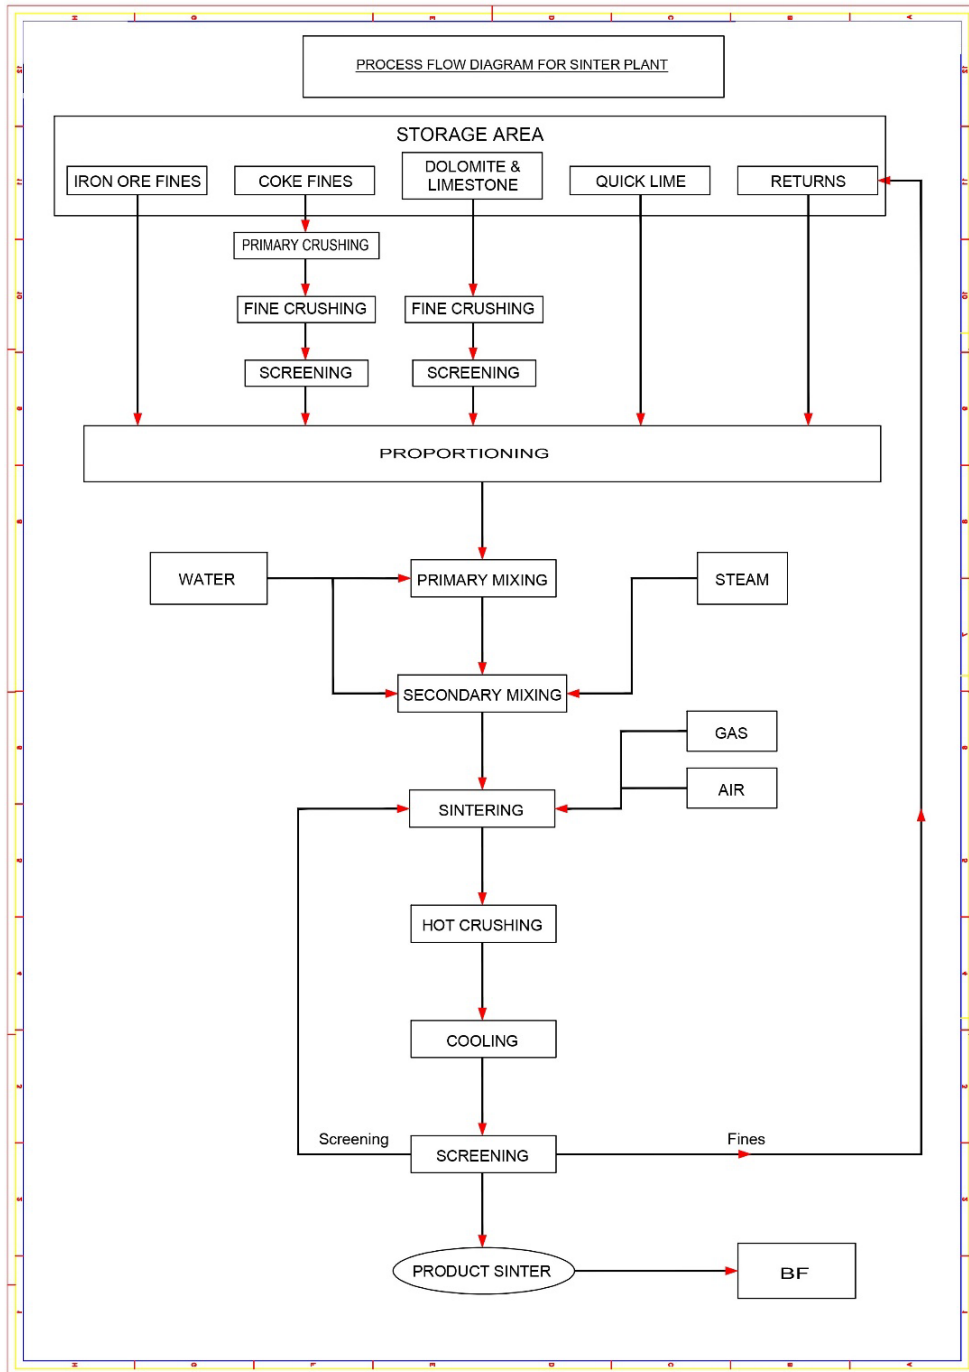 PROCESS FLOW DIAGRAM FOR SINTER PLANT
STORAGE AREA
IRON ORE FINES
COKE FINES
DOLOMITE &
LIMESTONE
QUICK LIME
RETURNS
PRIMARY CRUSHING
FINE CRUSHING
FINE CRUSHING
SCREENING
SCREENING
PROPORTIONING
WATER
PRIMARY MIXING
STEAM
SECONDARY MIXING
GAS
AIR
SINTERING
HOT CRUSHING
COOLING
Screening
SCREENING
Fines
PRODUCT SINTER
BF